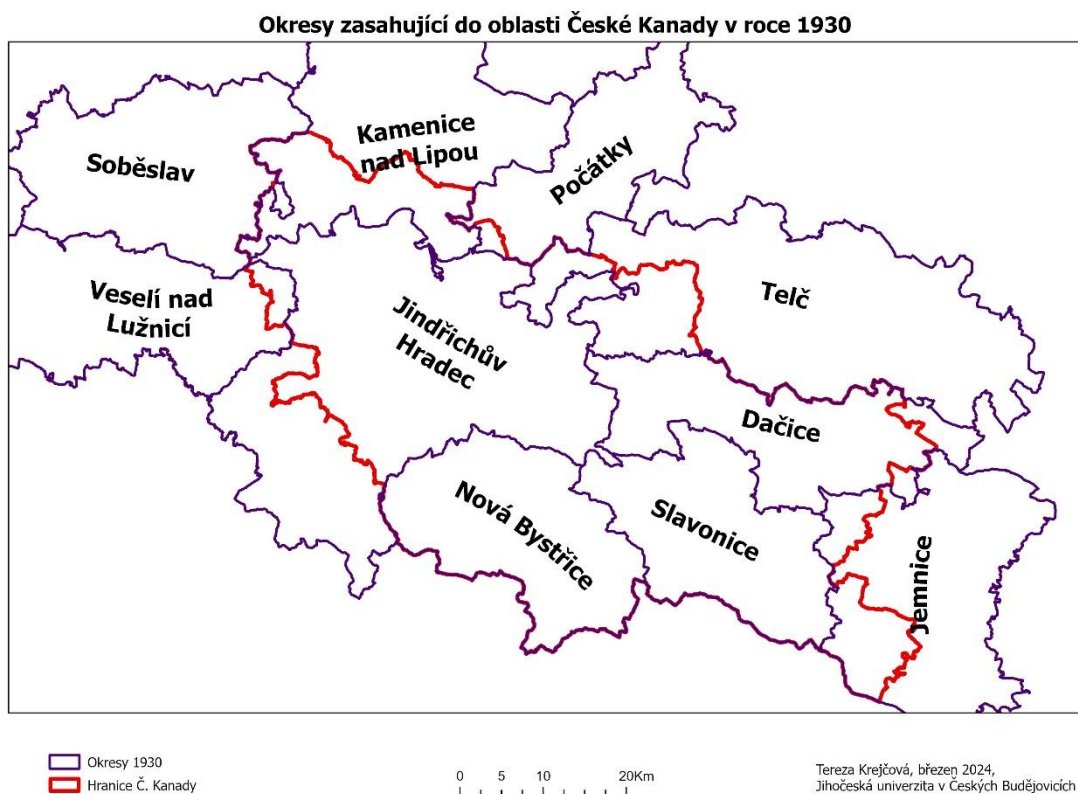 Okresy zasahující do oblasti České Kanady v roce 1930
Kamenice
nad Lipou
Soběslav
Počátky
Veselí nad
Lužnicí
Jindřichův
Hradec
Telč
Dačice
Nová Bystřice
Slavonice
Jemnice
Okresy 1930
Hranice Č. Kanady
0 5 10 20Km
Tereza Krejčová, březen 2024,
Jihočeská univerzita v Českých Budějovicích